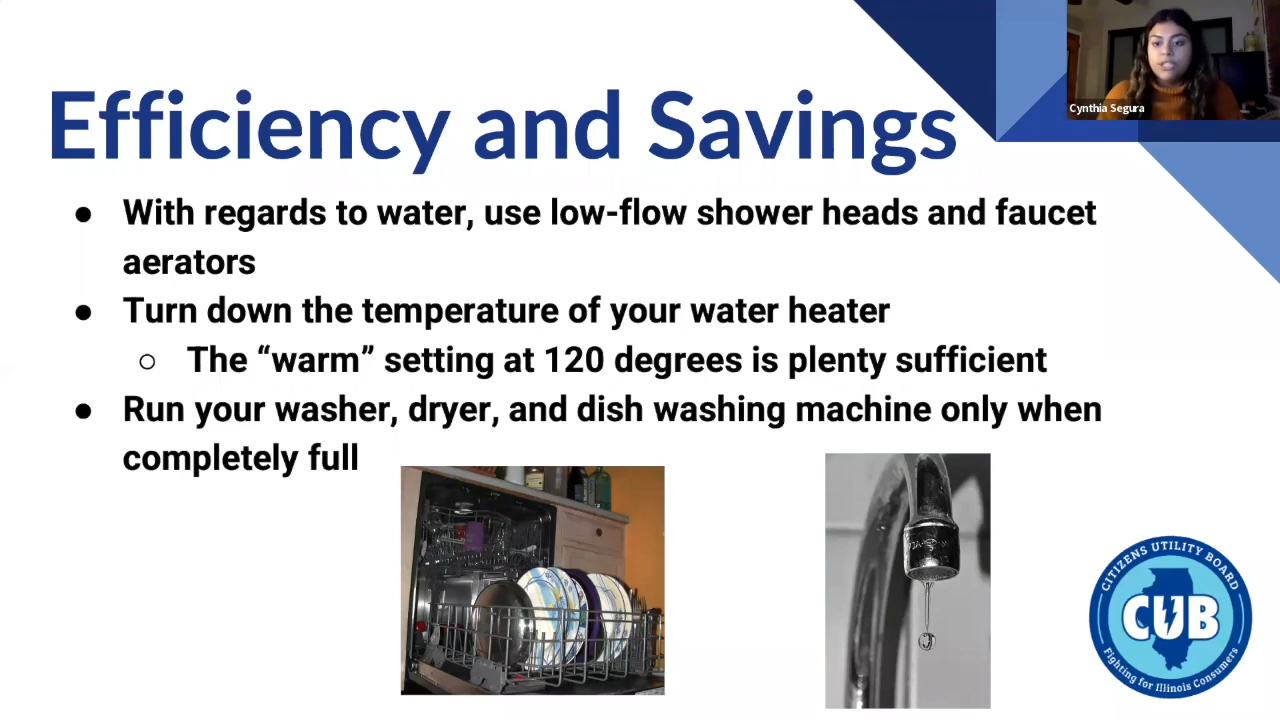 Efficiency and Savings
Cynthia Segura
● With regards to water, use low-flow shower heads and faucet
aerators
● Turn down the temperature of your water heater
○ The “warm” setting at 120 degrees is plenty sufficient
● Run your washer, dryer, and dish washing machine only when
completely full
CITIZENS UTILITY BOARD
CUB
Fighting for Illinois Consumers